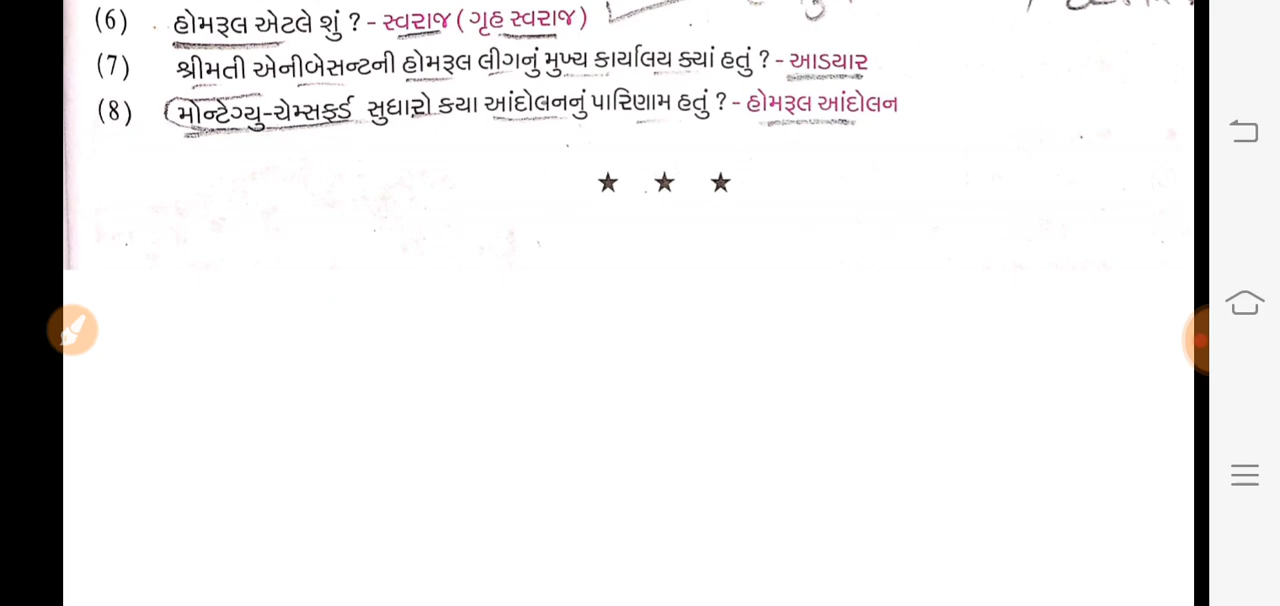 (6) હોમરૂલ એટલે શું ? - સ્વરાજ ( ગૃહ સ્વરાજ )
(7) શ્રીમતી એનીબેસન્ટની હોમરૂલ લીગનું મુખ્ય કાર્યાલય ક્યાં હતું ? - આડયાર
(8) મોન્ટેગ્યુ-ચેમ્સફર્ડ સુધારો કયા આંદોલનનું પારિણામ હતું ? - હોમરૂલ આંદોલન